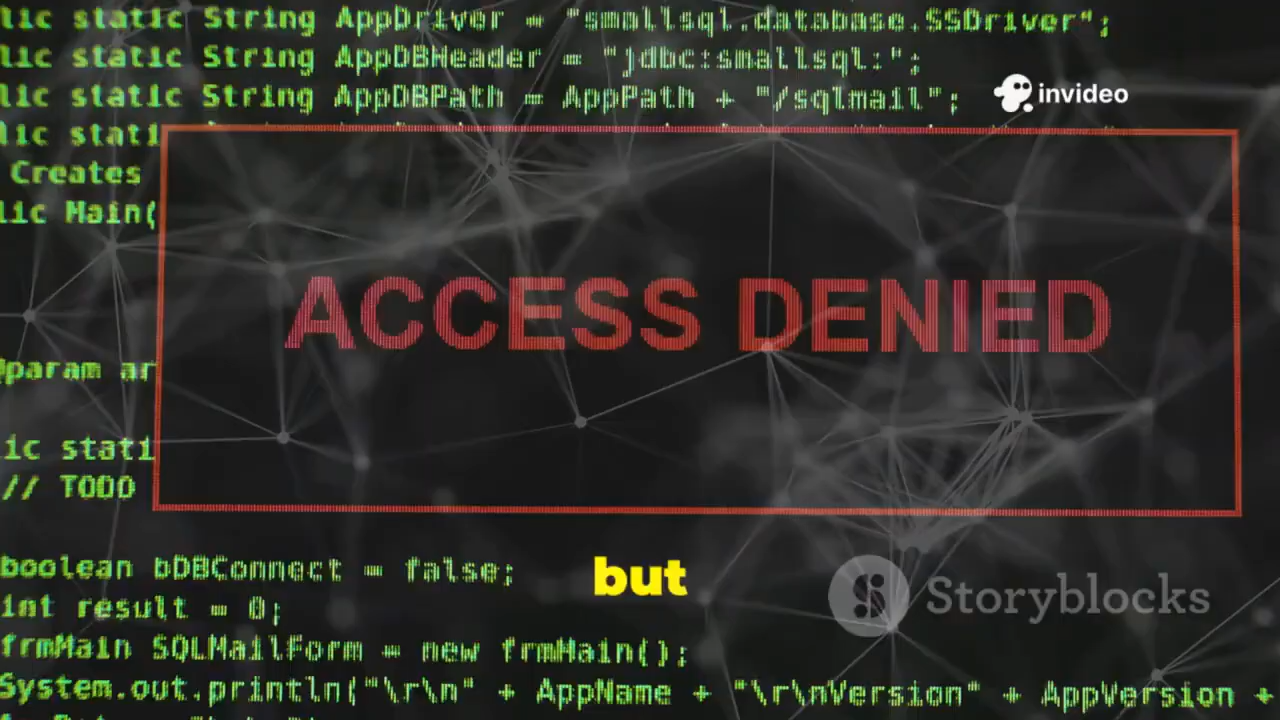 lic static String AppDriver = "smallsql.database.SSDriver";
lic static String AppDBHeader = "jdbc:smallsql:";
lic static String AppDBPath = AppPath + "/sqlmail";
invideo
lic stati
Creates
lic Main(
ACCESS DENIED
@param ar
ic stati
// TODO
boolean bDBConnect = false;
but
int result = 0;
Storyblocks
frmMain SQLMailForm = new frmMain();
System.out.println("\r\n" + AppName + "\r\nVersion" + AppVersion +